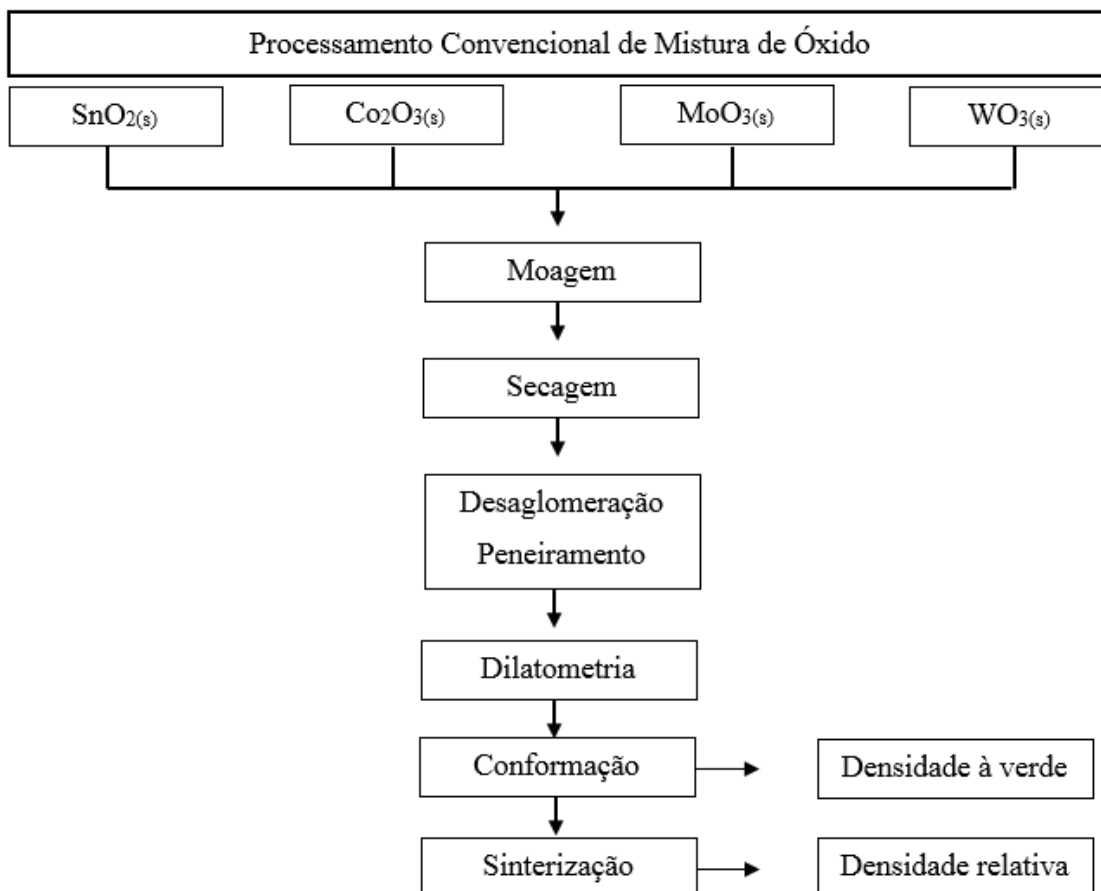 Processamento Convencional de Mistura de Óxido
SnO₂₍ₛ₎ Co₂O₃₍ₛ₎ MoO₃₍ₛ₎ WO₃₍ₛ₎
Moagem
Secagem
Desaglomeração
Peneiramento
Dilatometria
Conformação Densidade à verde
Sinterização Densidade relativa